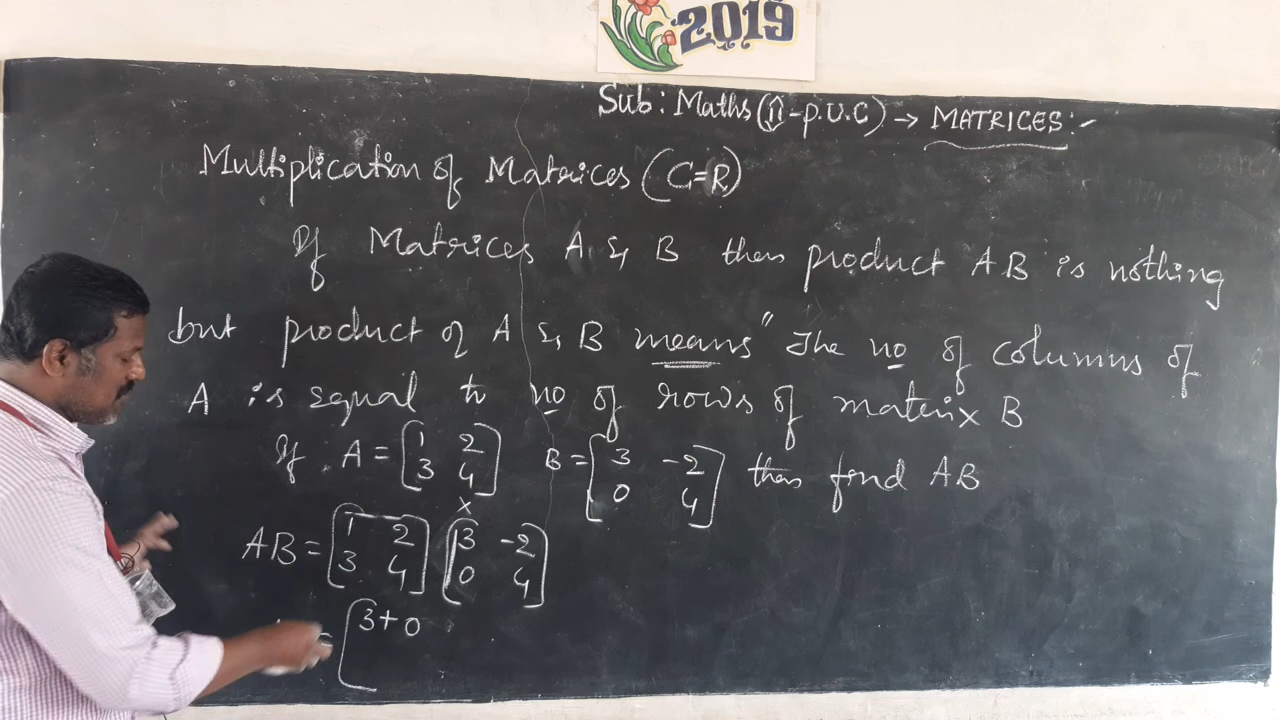 2019
Sub: Maths (II - P.U.C) → MATRICES:-
Multiplication of Matrices (C=R)
If Matrices A & B then product AB is nothing
but product of A & B means "The no of columns of
A is equal to no of rows of matrix B
If A = [1 2 3 4] B = [3 -2 0 4] then find AB
×
AB = [1 2 3 4] [3 -2 0 4]
= [3+0